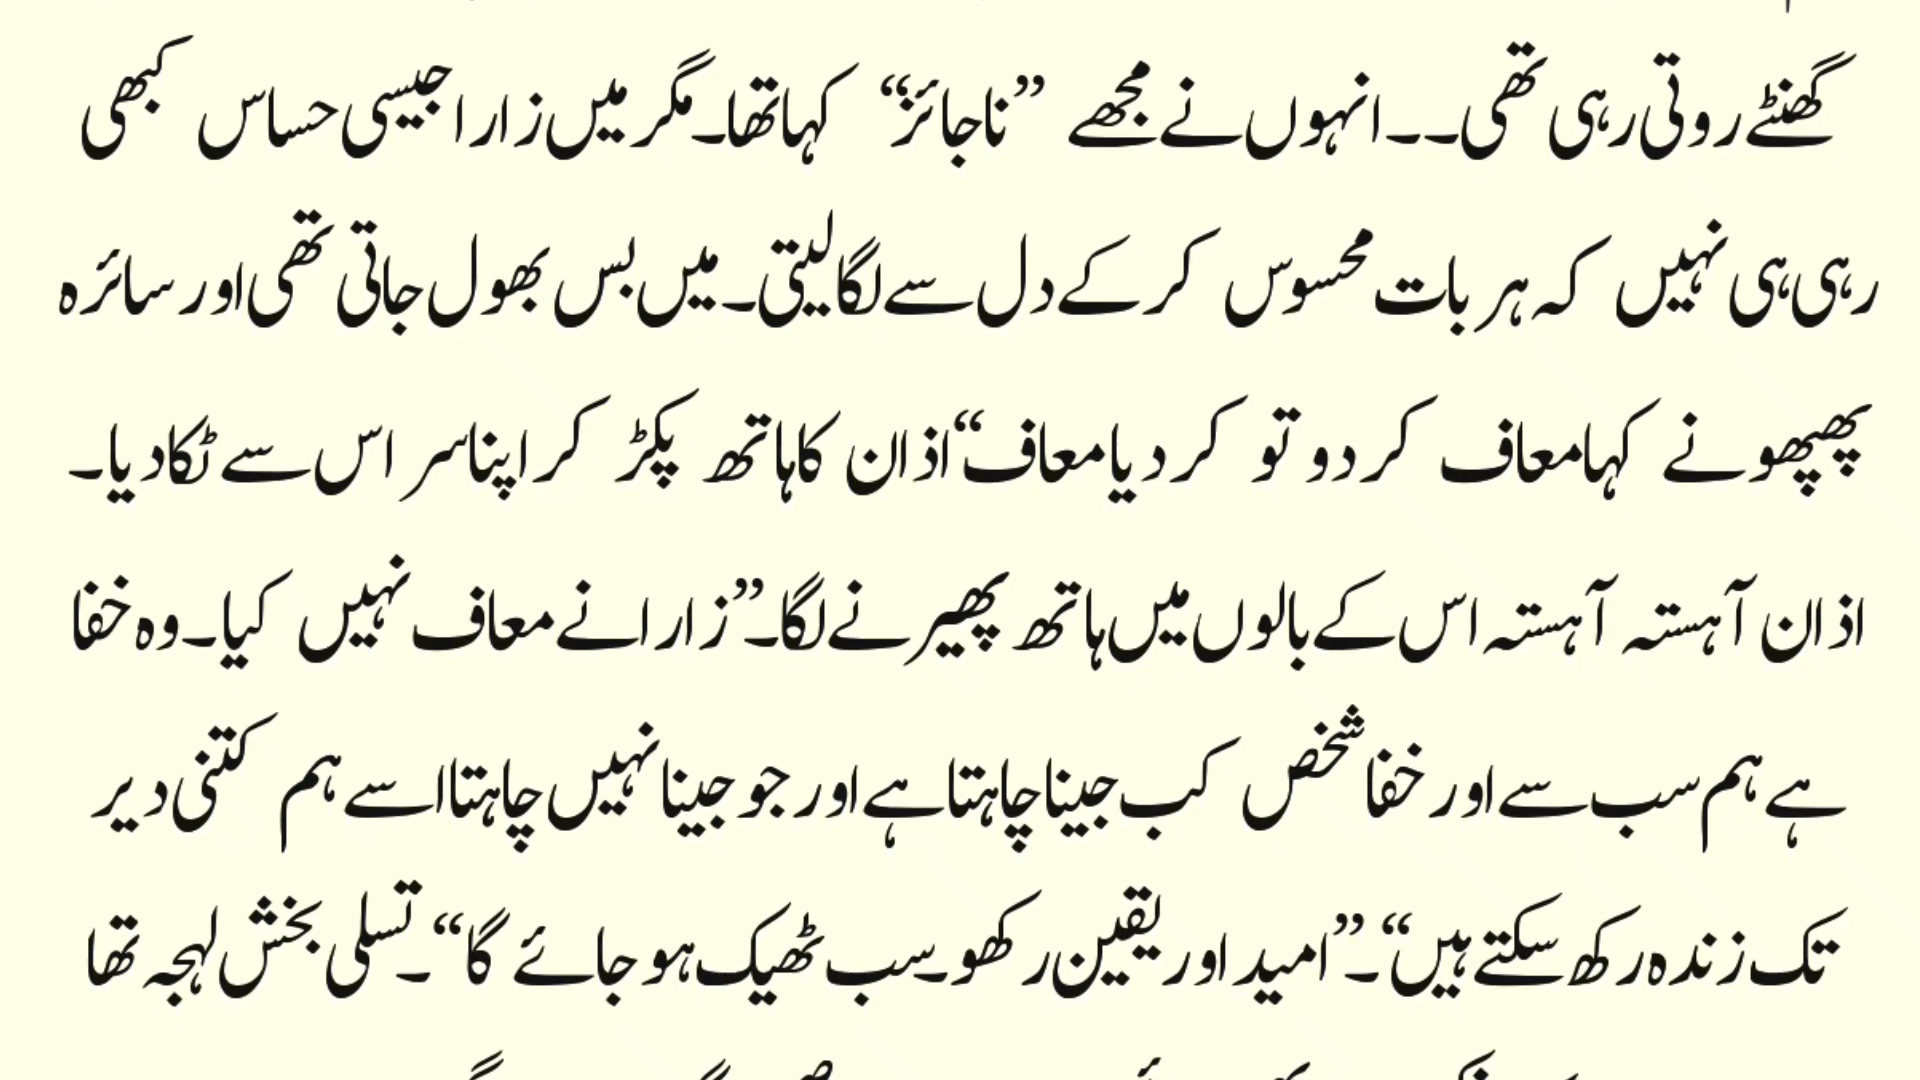 گھنٹے روتی رہی تھی۔۔انہوں نے مجھے ”ناجائز“ کہا تھا۔مگر میں زارا جیسی حساس کبھی
رہی ہی نہیں کہ ہر بات محسوس کر کے دل سے لگا لیتی۔میں بس بھول جاتی تھی اور سائرہ
پھپھو نے کہا معاف کر دو تو کر دیا معاف“اذان کا ہاتھ پکڑ کر اپنا سر اس سے ٹکا دیا۔
اذان آہستہ آہستہ اس کے بالوں میں ہاتھ پھیرنے لگا۔”زارا نے معاف نہیں کیا۔وہ خفا
ہے ہم سب سے اور خفا شخص کب جینا چاہتا ہے اور جو جینا نہیں چاہتا اسے ہم کتنی دیر
تک زندہ رکھ سکتے ہیں“۔”امید اور یقین رکھو۔سب ٹھیک ہو جائے گا“۔تسلی بخش لہجہ تھا